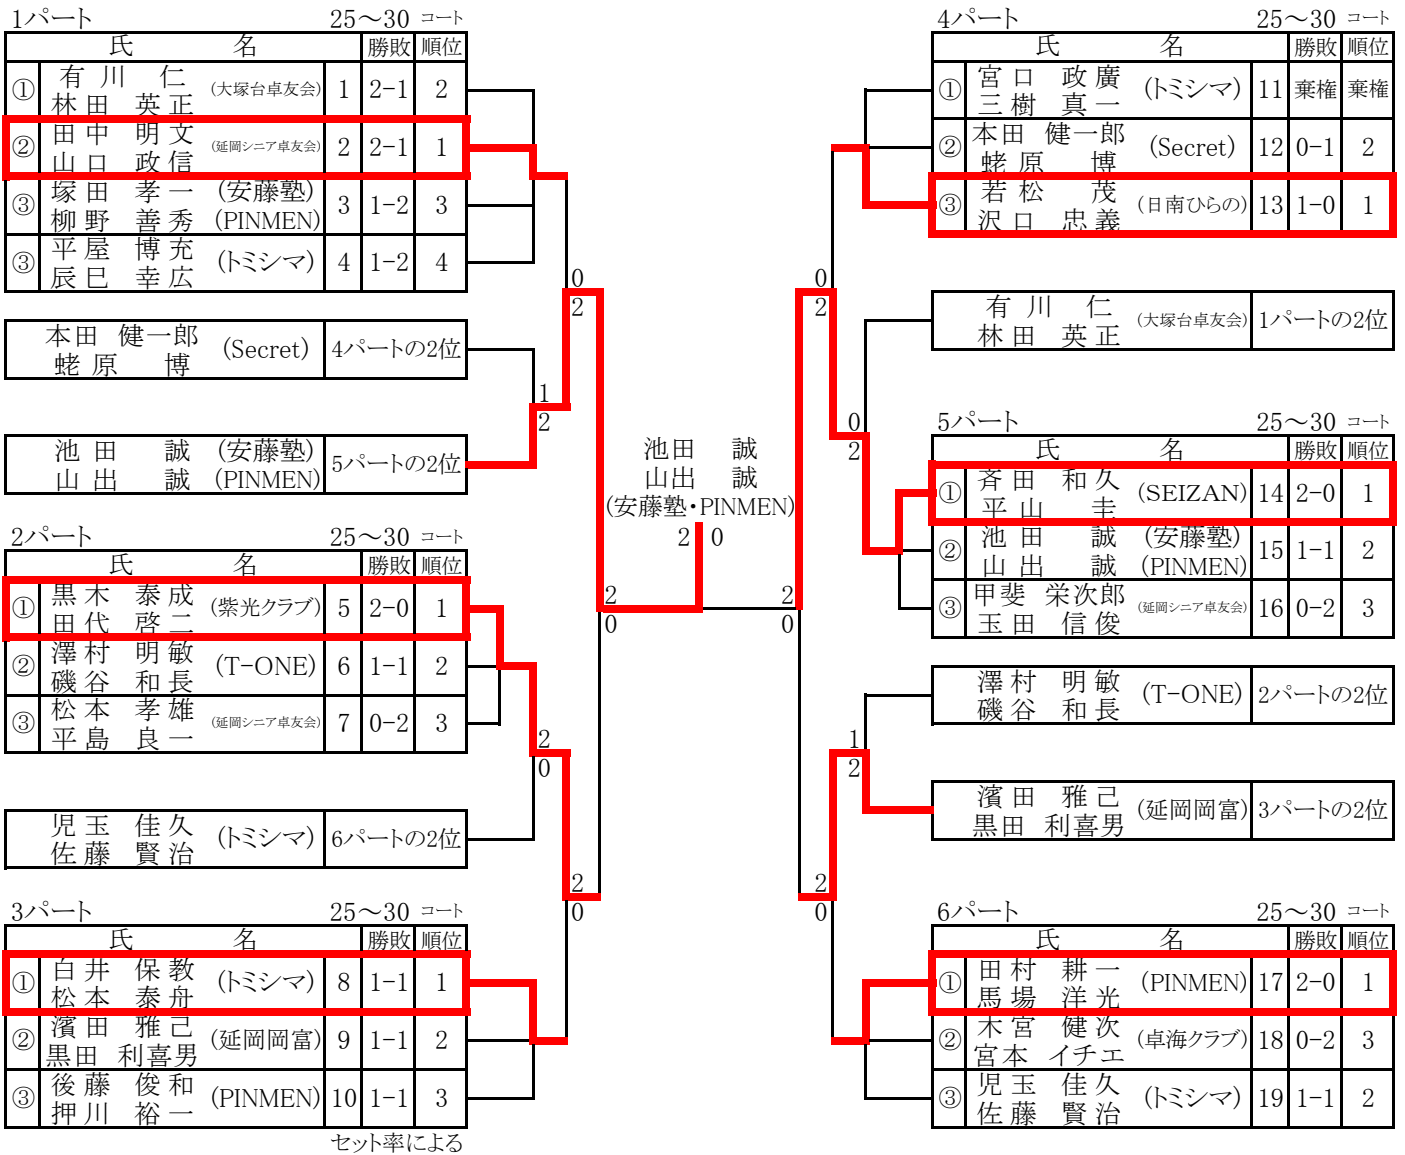 1パート 25～30 コート
氏 名 勝敗 順位
① 有川 仁 林田 英正 (大塚台卓友会) 1 2-1 2
② 田中 明文 山口 政信 (延岡シニア卓友会) 2 2-1 1
③ 塚田 孝一 (安藤塾) 柳野 善秀 (PINMEN) 3 1-2 3
③ 平屋 博充 辰巳 幸広 (トミシマ) 4 1-2 4
本田 健一郎 蛯原 博 (Secret) 4パートの2位
池田 誠 (安藤塾) 山出 誠 (PINMEN) 5パートの2位
2パート 25～30 コート
氏 名 勝敗 順位
① 黒木 泰成 田代 啓二 (紫光クラブ) 5 2-0 1
② 澤村 明敏 磯谷 和長 (T-ONE) 6 1-1 2
③ 松本 孝雄 平島 良一 (延岡シニア卓友会) 7 0-2 3
児玉 佳久 佐藤 賢治 (トミシマ) 6パートの2位
3パート 25～30 コート
氏 名 勝敗 順位
① 白井 保教 松本 泰舟 (トミシマ) 8 1-1 1
② 濱田 雅己 黒田 利喜男 (延岡岡富) 9 1-1 2
③ 後藤 俊和 押川 裕一 (PINMEN) 10 1-1 3
セット率による
0
2
1
2
2
0
2
0
2
0
池田 誠
山出 誠
(安藤塾・PINMEN)
2 0
2
0
0
2
0
2
1
2
2
0
4パート 25～30 コート
氏 名 勝敗 順位
① 宮口 政廣 三樹 真一 (トミシマ) 11 棄権 棄権
② 本田 健一郎 蛯原 博 (Secret) 12 0-1 2
③ 若松 茂 沢口 忠義 (日南ひらの) 13 1-0 1
有川 仁 林田 英正 (大塚台卓友会) 1パートの2位
5パート 25～30 コート
氏 名 勝敗 順位
① 斉田 和久 平山 圭 (SEIZAN) 14 2-0 1
② 池田 誠 (安藤塾) 山出 誠 (PINMEN) 15 1-1 2
③ 甲斐 栄次郎 玉田 信俊 (延岡シニア卓友会) 16 0-2 3
澤村 明敏 磯谷 和長 (T-ONE) 2パートの2位
濱田 雅己 黒田 利喜男 (延岡岡富) 3パートの2位
6パート 25～30 コート
氏 名 勝敗 順位
① 田村 耕一 馬場 洋光 (PINMEN) 17 2-0 1
② 木宮 健次 宮本 イチエ (卓海クラブ) 18 0-2 3
③ 児玉 佳久 佐藤 賢治 (トミシマ) 19 1-1 2